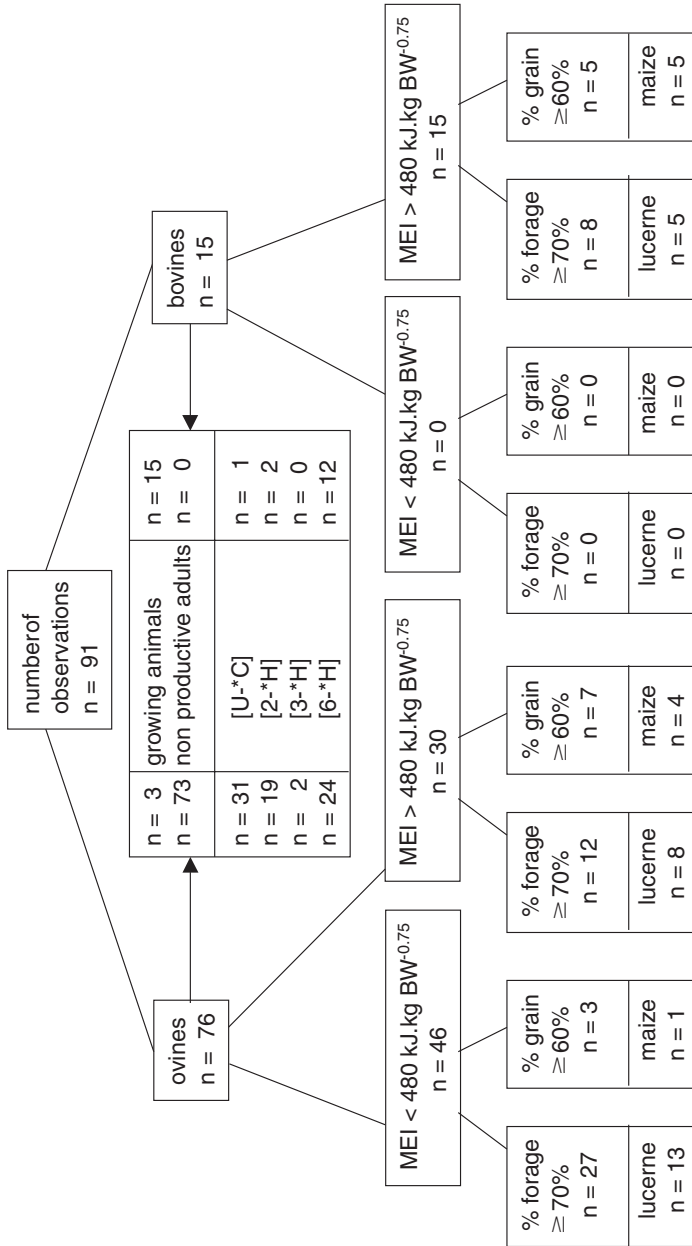 numberof
observations
n = 91
ovines
n = 76
bovines
n = 15
n = 3 growing animals n = 15
n = 73 non productive adults n = 0
n = 31 [U-*C] n = 1
n = 19 [2-*H] n = 2
n = 2 [3-*H] n = 0
n = 24 [6-*H] n = 12
MEI < 480 kJ.kg BW-0.75
n = 46
MEI > 480 kJ.kg BW-0.75
n = 30
MEI < 480 kJ.kg BW-0.75
n = 0
MEI > 480 kJ.kg BW-0.75
n = 15
% forage
≥70%
n = 27
lucerne
n = 13
% grain
≥60%
n = 3
maize
n = 1
% forage
≥70%
n = 12
lucerne
n = 8
% grain
≥60%
n = 7
maize
n = 4
% forage
≥ 70%
n = 0
lucerne
n = 0
% grain
≥60%
n = 0
maize
n = 0
% forage
≥70%
n = 8
lucerne
n = 5
% grain
≥60%
n = 5
maize
n = 5